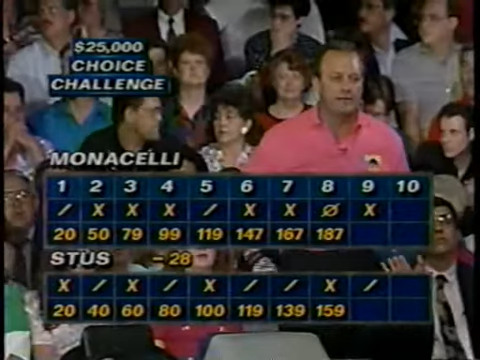 $25,000
CHOICE
CHALLENGE
MONACELLI
1 2 3 4 5 6 7 8 9 10
/ X X X / X X Ø X
20 50 79 99 119 147 167 187
STÜS -28
X / X / X / / X /
20 40 60 80 100 119 139 159